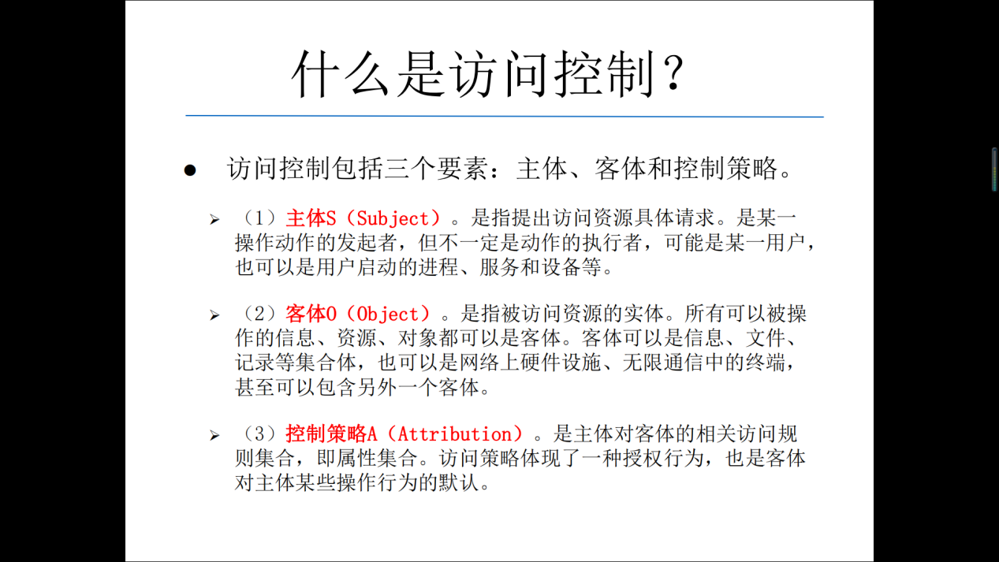 什么是访问控制?
● 访问控制包括三个要素：主体、客体和控制策略。
➢ （1）主体S（Subject）。是指提出访问资源具体请求。是某一
操作动作的发起者，但不一定是动作的执行者，可能是某一用户，
也可以是用户启动的进程、服务和设备等。
➢ （2）客体O（Object）。是指被访问资源的实体。所有可以被操
作的信息、资源、对象都可以是客体。客体可以是信息、文件、
记录等集合体，也可以是网络上硬件设施、无限通信中的终端，
甚至可以包含另外一个客体。
➢ （3）控制策略A（Attribution）。是主体对客体的相关访问规
则集合，即属性集合。访问策略体现了一种授权行为，也是客体
对主体某些操作行为的默认。